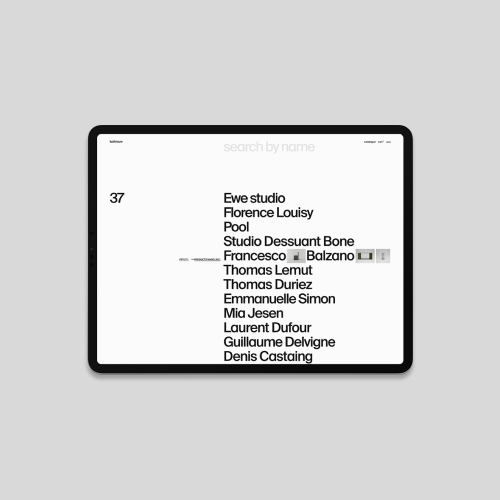 search by name
37
Ewe studio
Florence Louisy
Pool
Studio Dessuant Bone
Francesco Balzano
Thomas Lemut
Thomas Duriez
Emmanuelle Simon
Mia Jesen
Laurent Dufour
Guillaume Delvigne
Denis Castaing